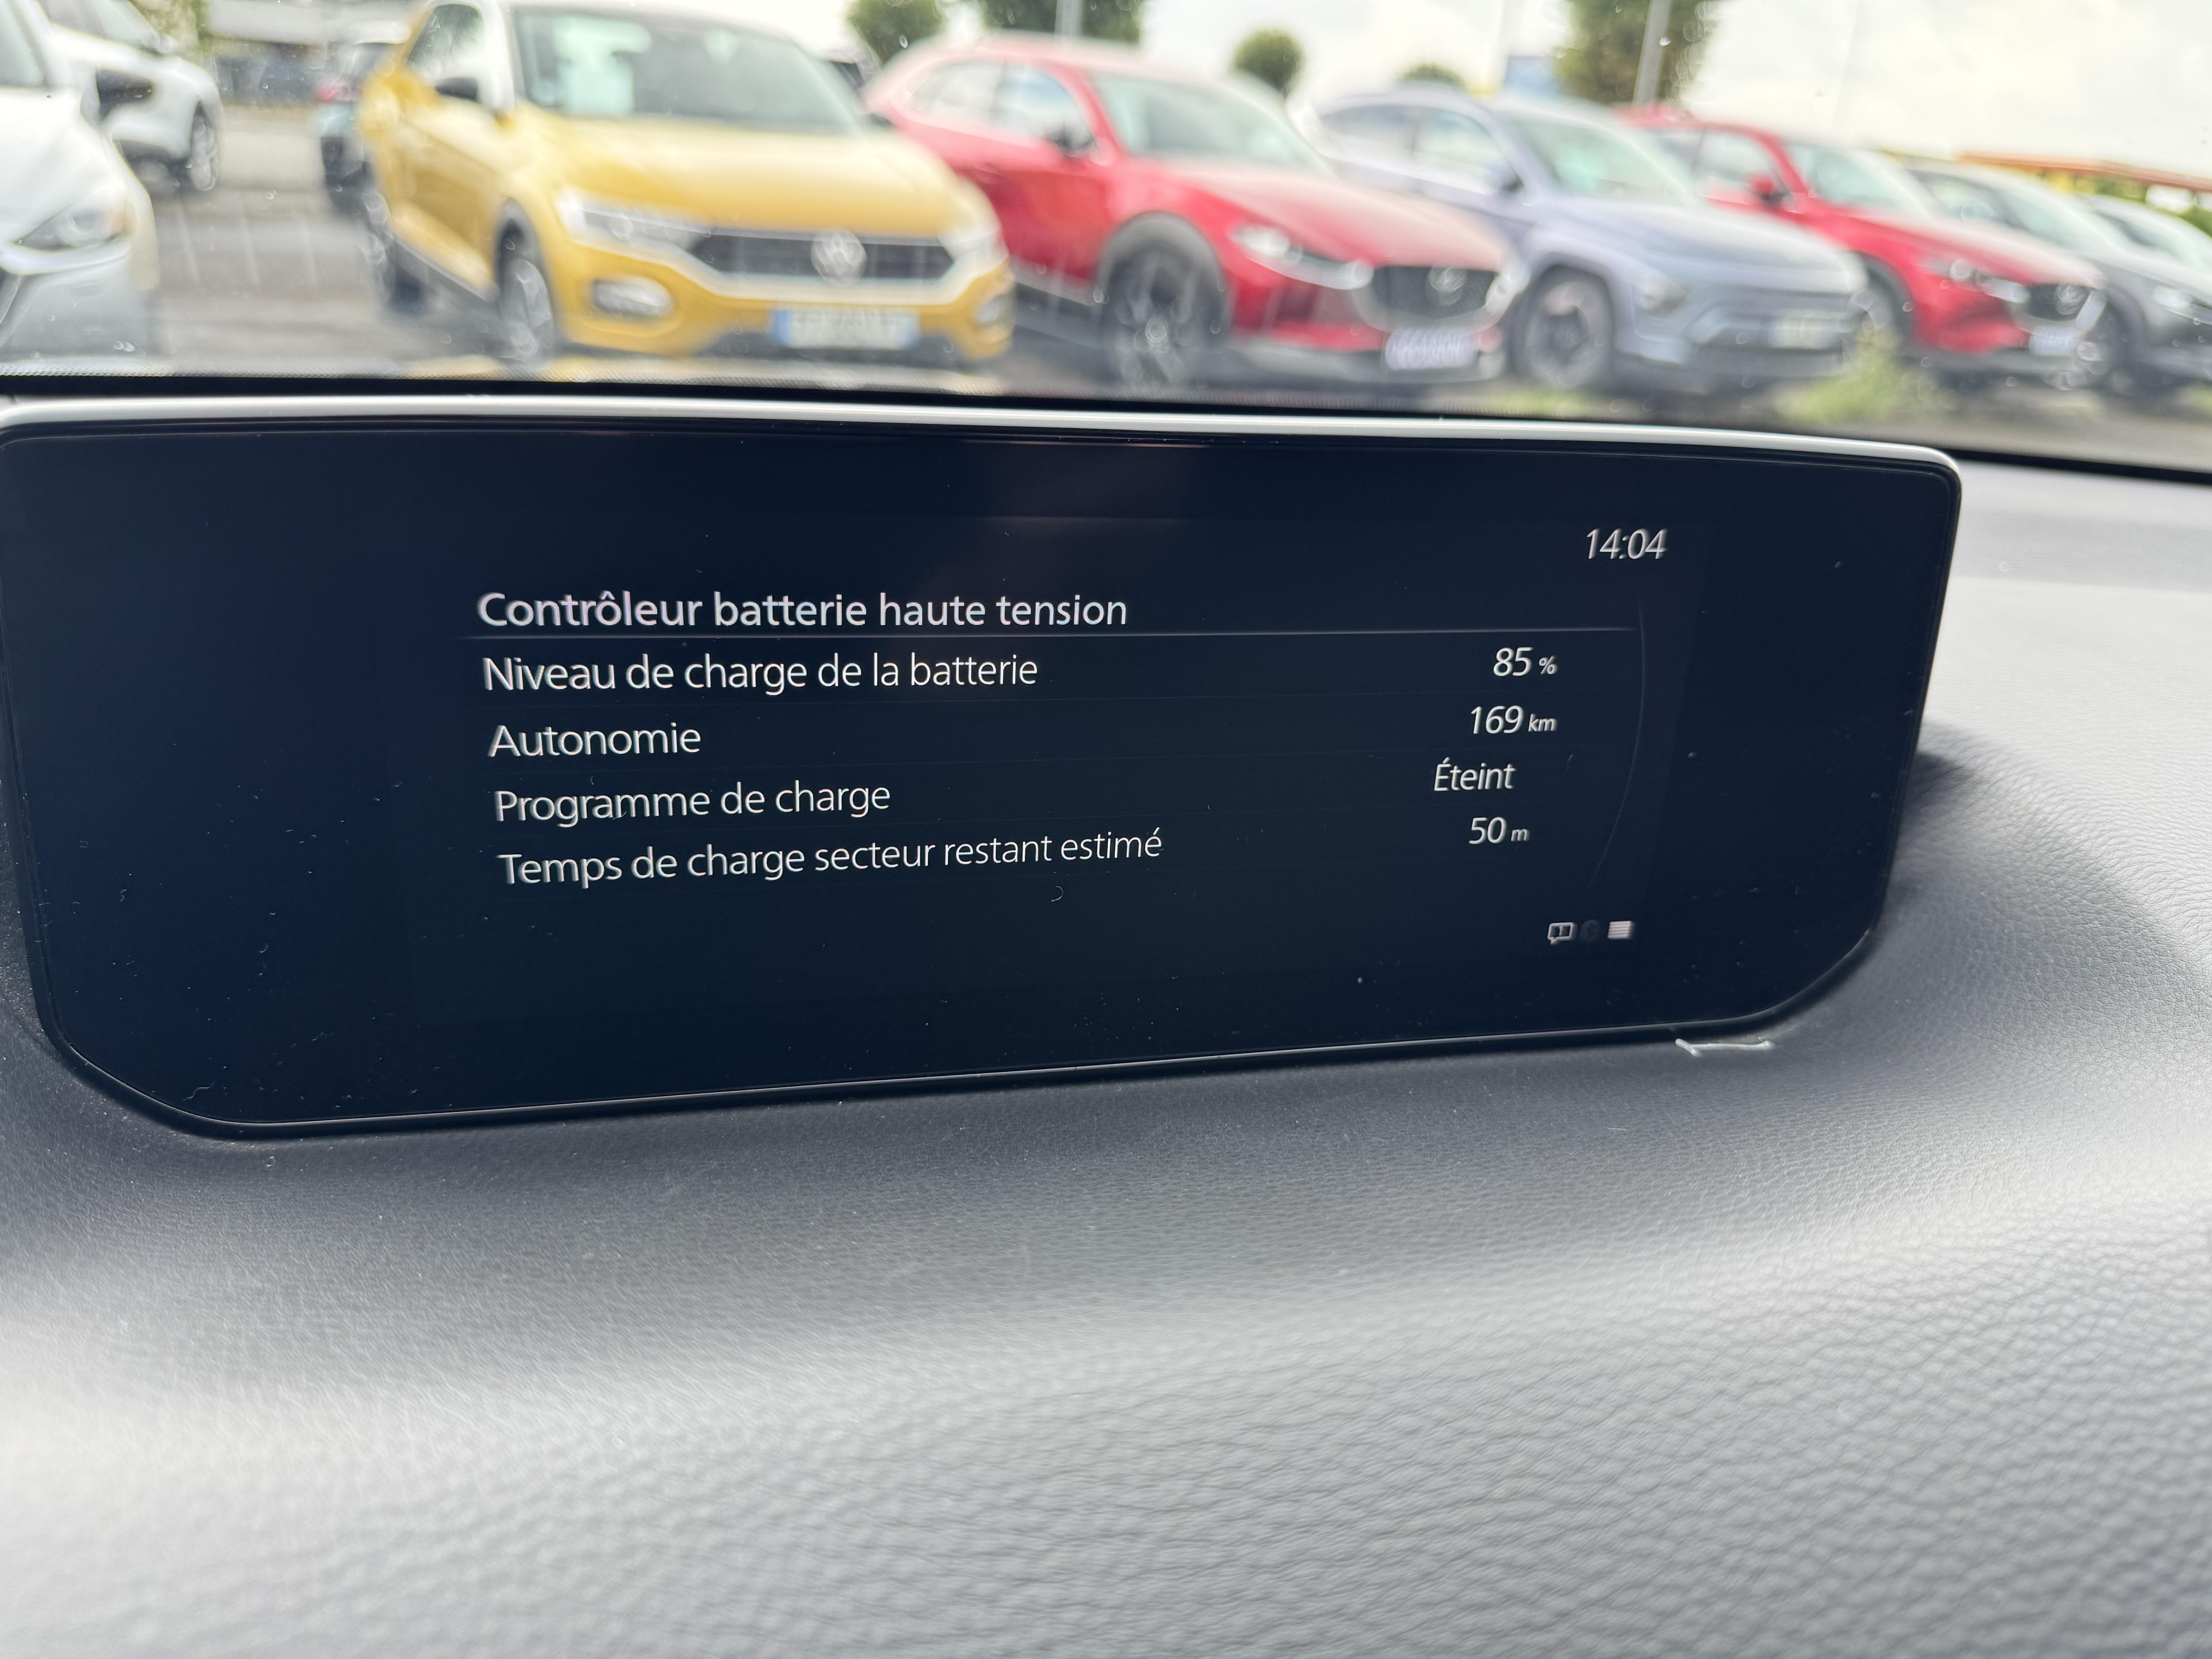 14:04
Contrôleur batterie haute tension
Niveau de charge de la batterie 85 %
Autonomie 169 km
Programme de charge Éteint
Temps de charge secteur restant estimé 50 m